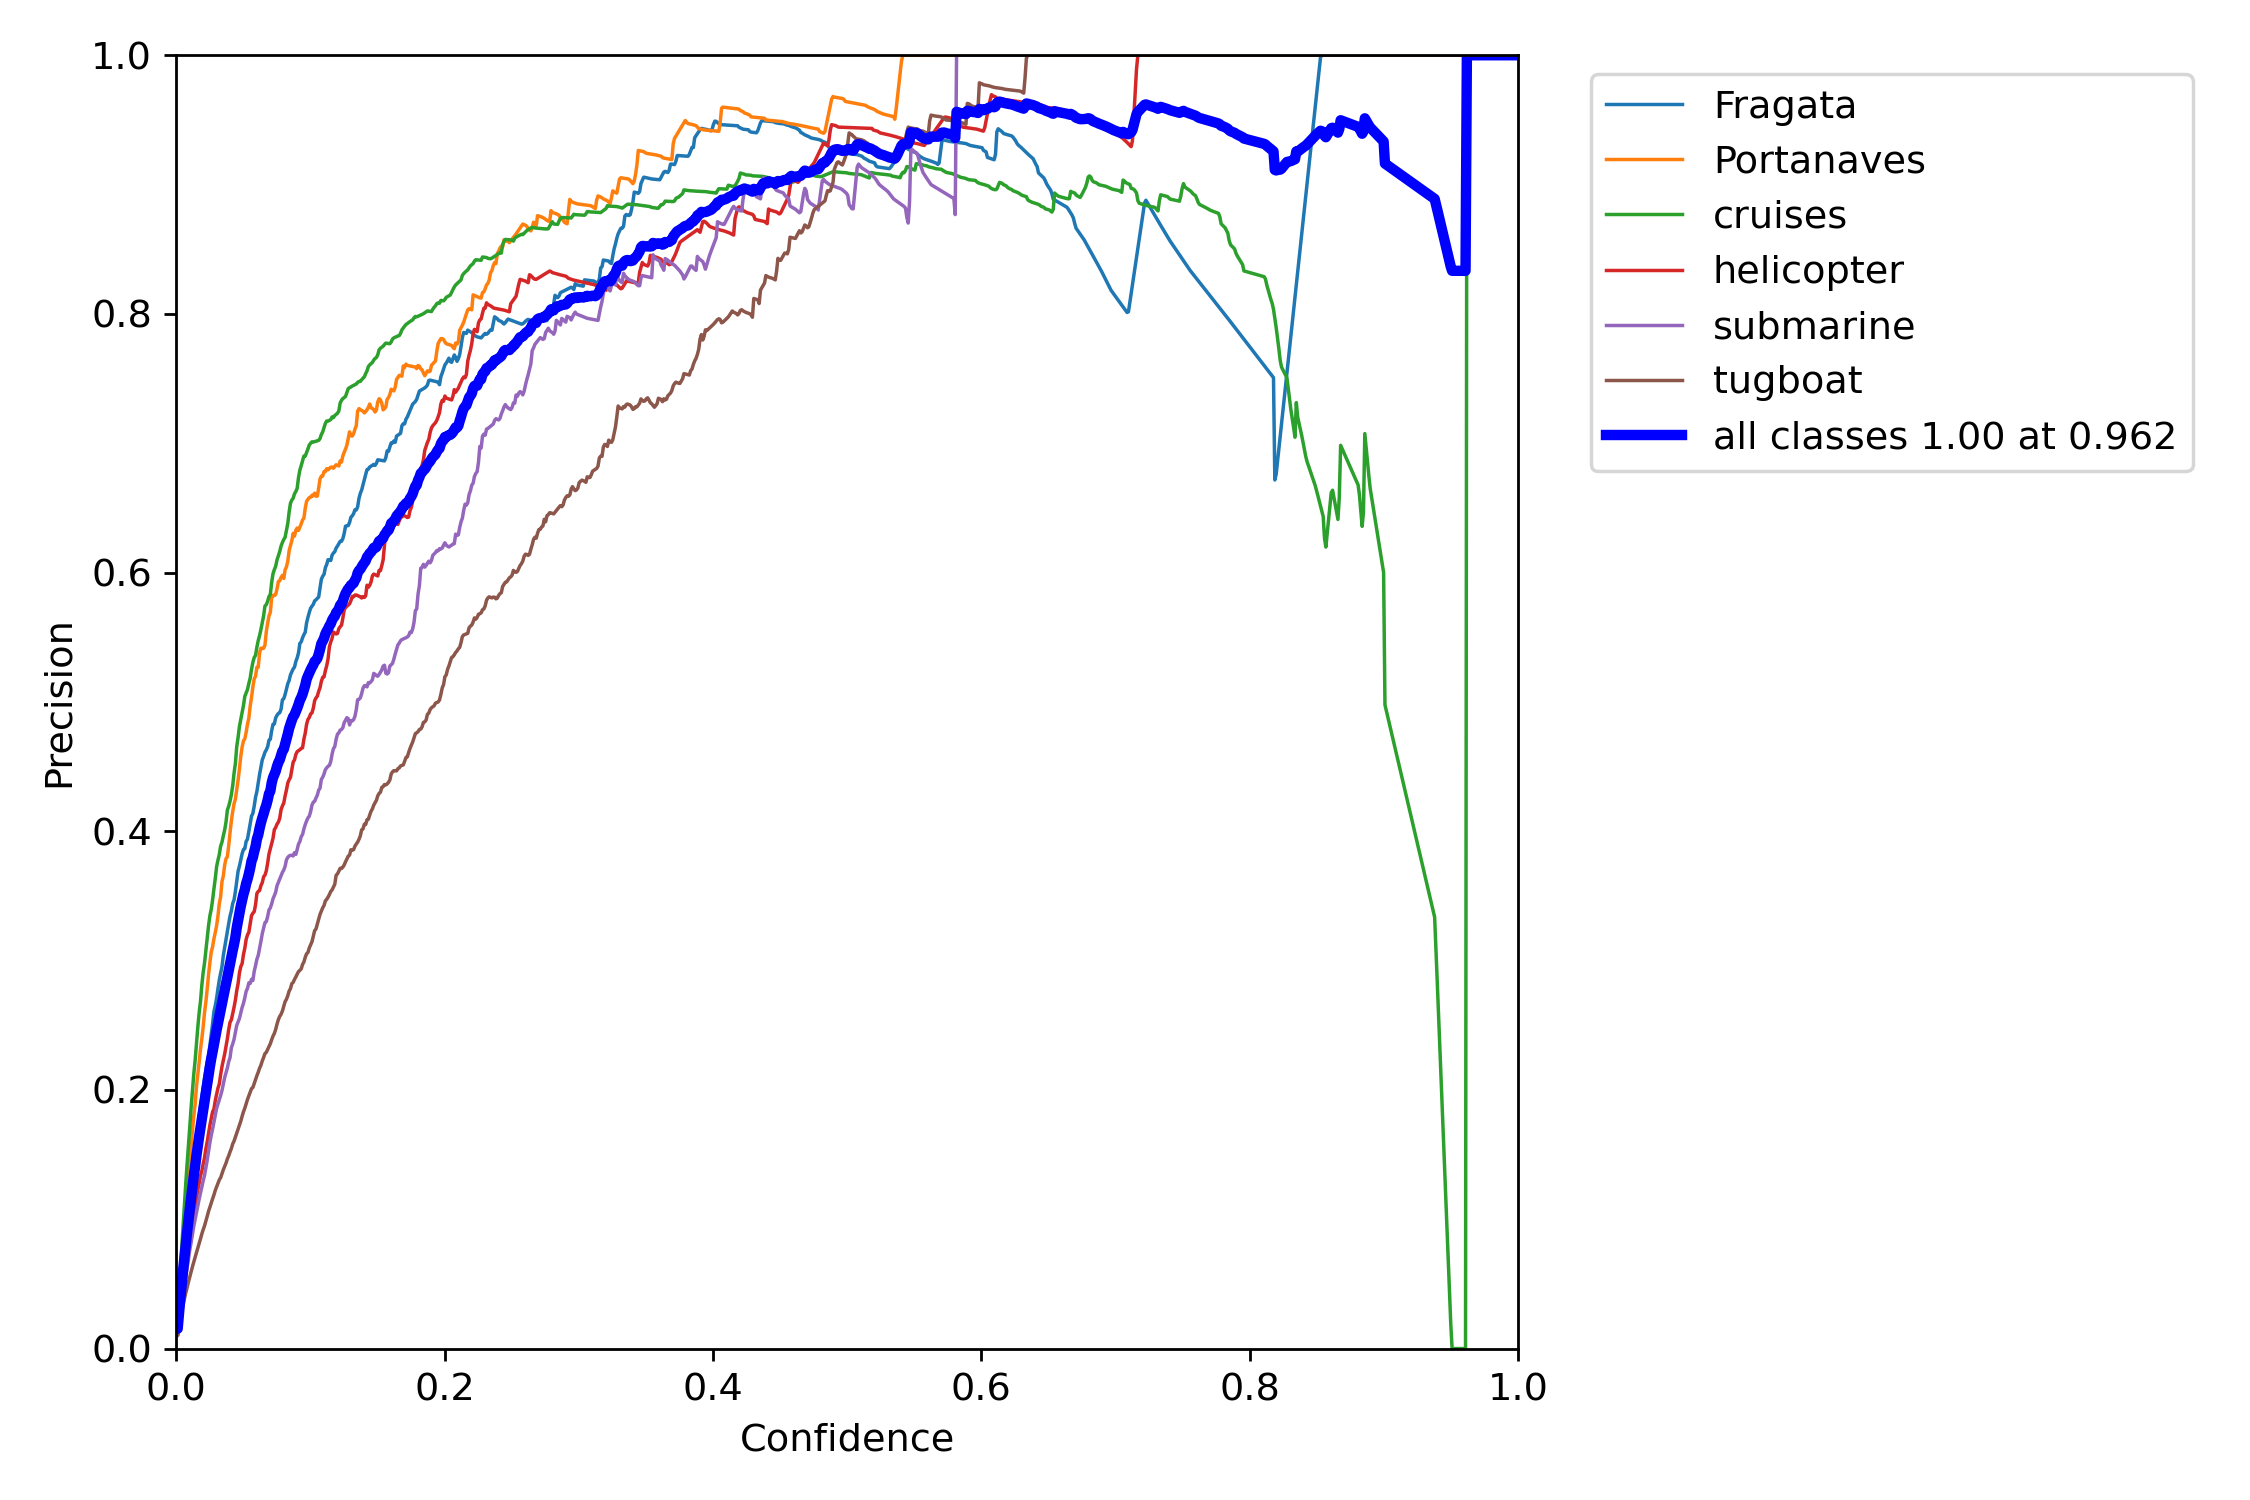 1.0
0.8
0.6
0.4
0.2
0.0
Precision
0.0 0.2 0.4 0.6 0.8 1.0
Confidence
Fragata
Portanaves
cruises
helicopter
submarine
tugboat
all classes 1.00 at 0.962